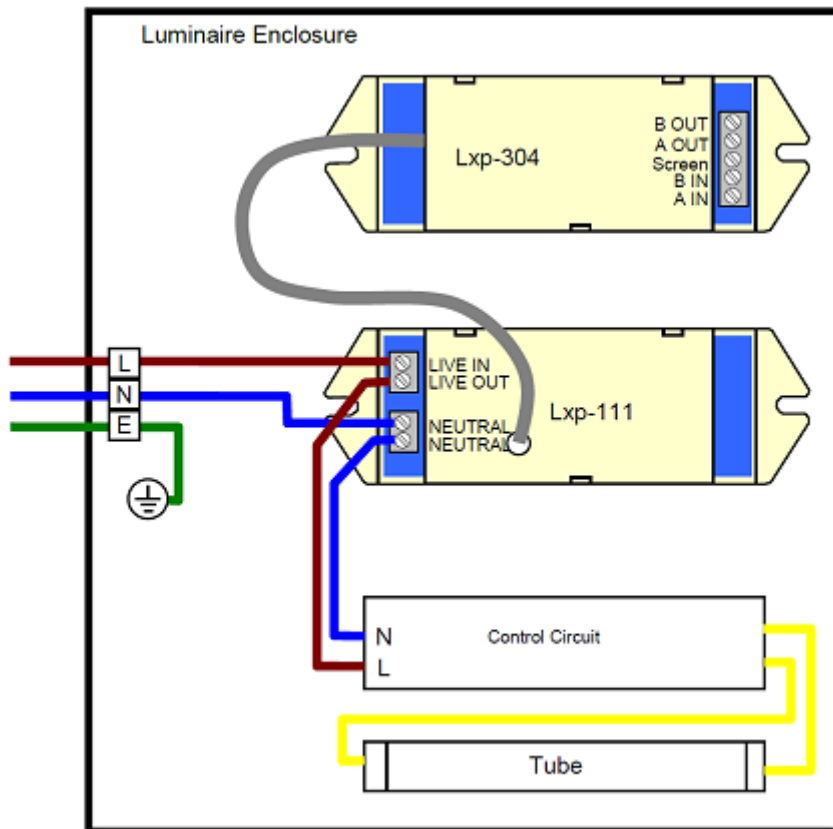 Luminaire Enclosure
B OUT
A OUT
Lxp-304
Screen
B IN
A IN
L
LIVE IN
LIVE OUT
N
Lxp-111
E
NEUTRAL
NEUTRAL
N
Control Circuit
L
Tube